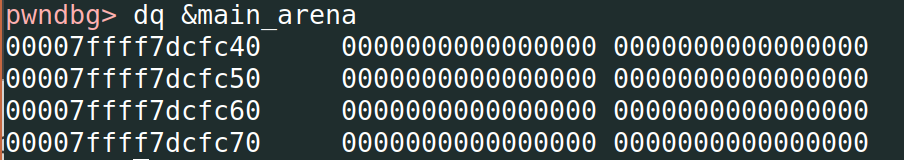 pwndbg> dq &main_arena
00007ffff7dcfc40     0000000000000000 0000000000000000
00007ffff7dcfc50     0000000000000000 0000000000000000
00007ffff7dcfc60     0000000000000000 0000000000000000
00007ffff7dcfc70     0000000000000000 0000000000000000